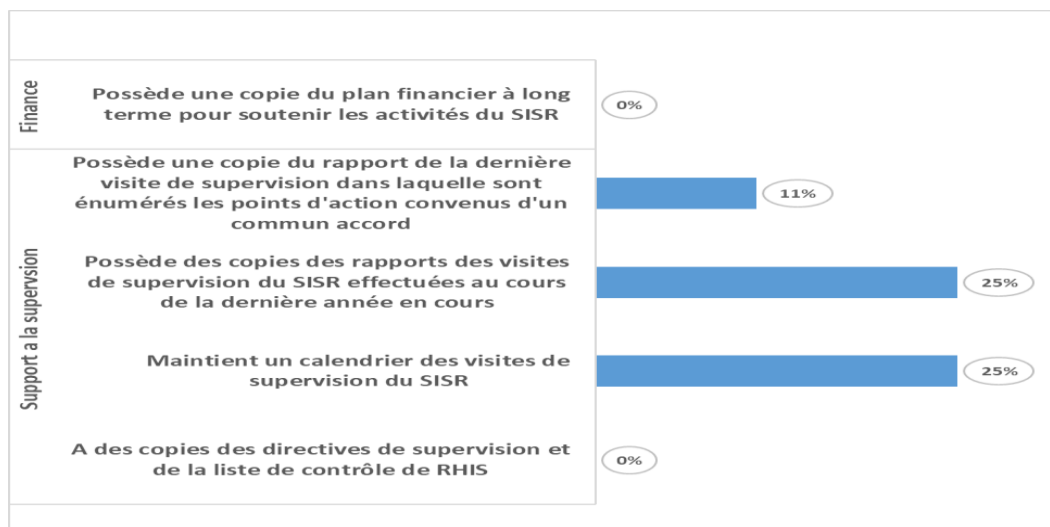 Finance
Possède une copie du plan financier à long
terme pour soutenir les activités du SISR
0%
Support a la supervsion
Possède une copie du rapport de la dernière
visite de supervision dans laquelle sont
énumérés les points d'action convenus d'un
commun accord
11%
Possède des copies des rapports des visites
de supervision du SISR effectuées au cours
de la dernière année en cours
25%
Maintient un calendrier des visites de
supervision du SISR
25%
A des copies des directives de supervision et
de la liste de contrôle de RHIS
0%